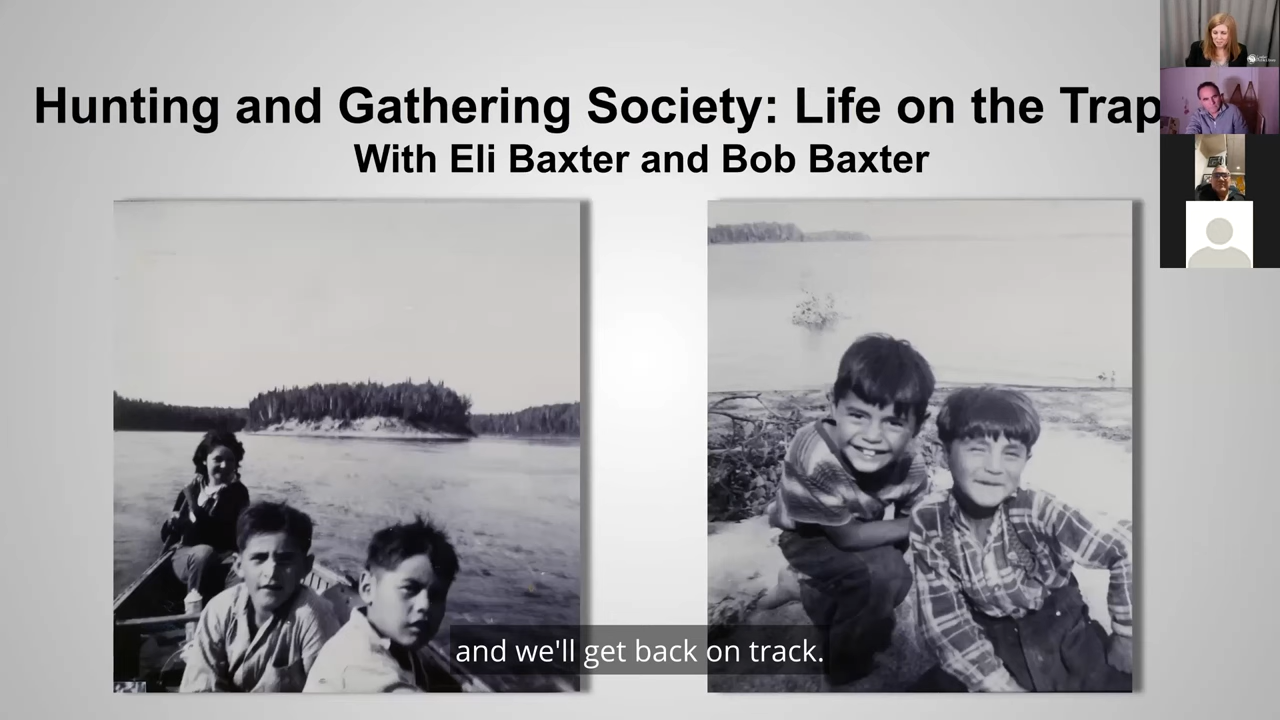 Hunting and Gathering Society: Life on the Trap
With Eli Baxter and Bob Baxter
and we'll get back on track.